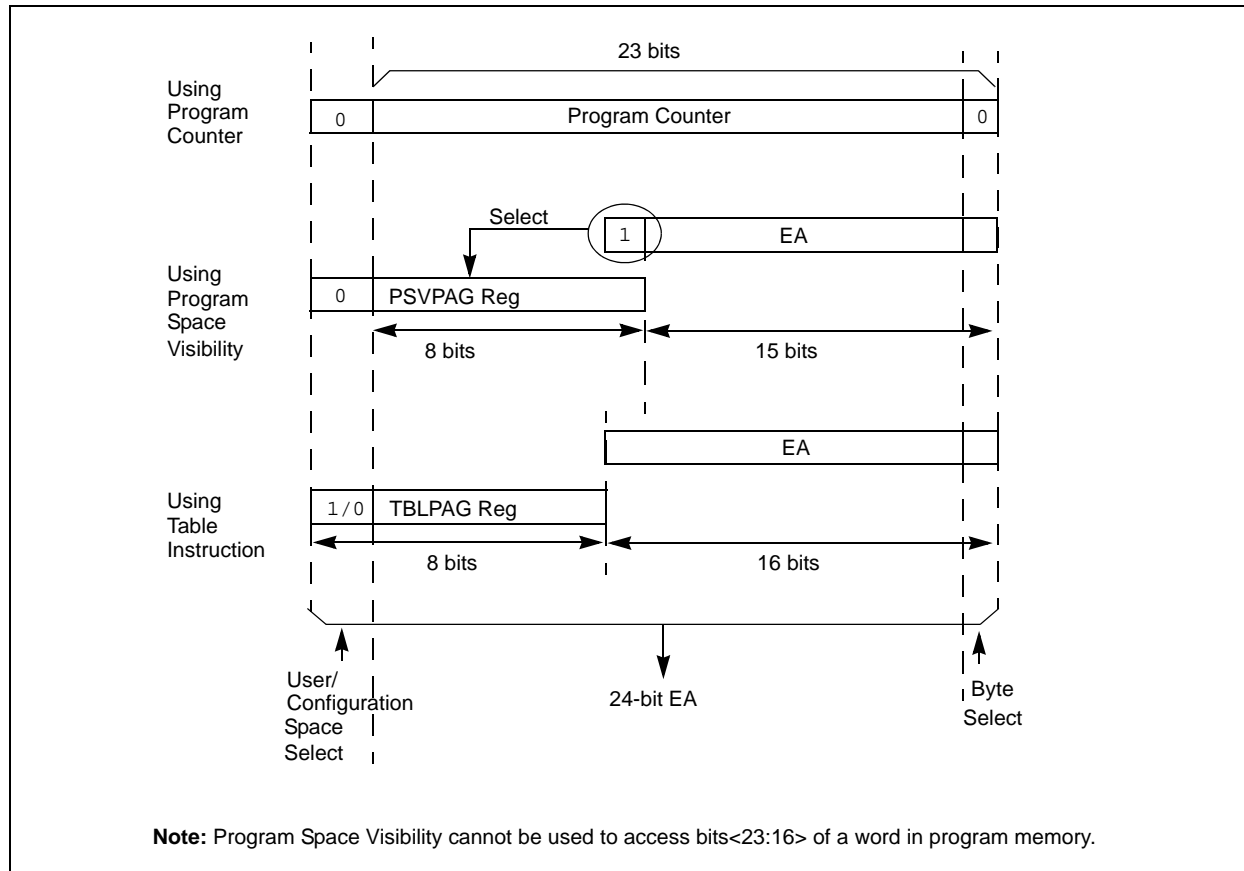 23 bits
Using
Program
Counter
0
Program Counter
0
Select
1
EA
Using
Program
Space
Visibility
0
PSVPAG Reg
8 bits
15 bits
EA
Using
Table
Instruction
1/0
TBLPAG Reg
8 bits
16 bits
User/
Configuration
Space
Select
24-bit EA
Byte
Select
Note: Program Space Visibility cannot be used to access bits<23:16> of a word in program memory.